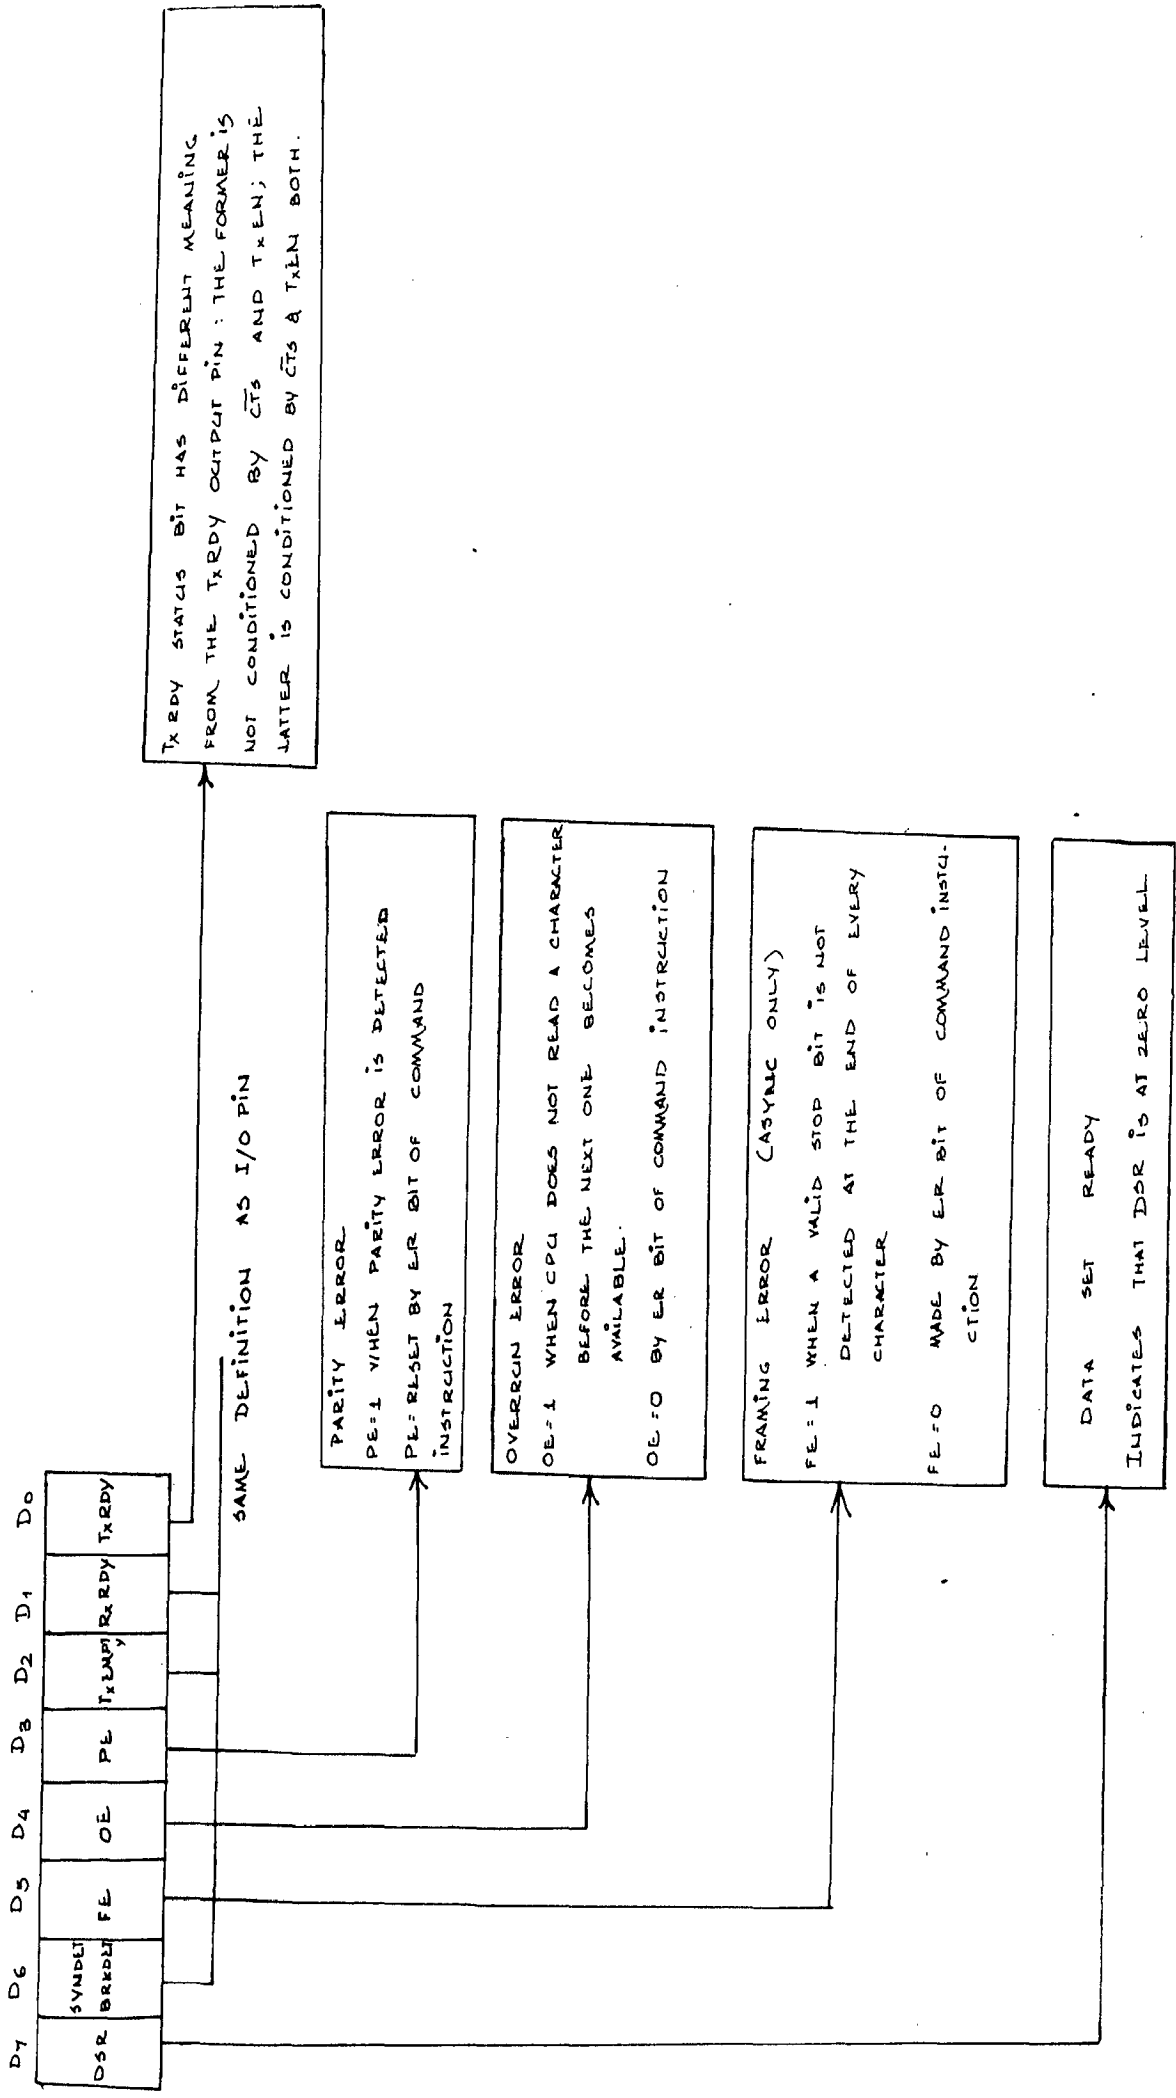 D7 D6 D5 D4 D3 D2 D1 D0
DSR SYNDET BRKDET FE OE PE TxEMPTY RxRDY TxRDY
TxRDY STATUS BIT HAS DIFFERENT MEANING
FROM THE TxRDY OUTPUT PIN : THE FORMER IS
NOT CONDITIONED BY C̅T̅S̅ AND TxEN; THE
LATTER IS CONDITIONED BY C̅T̅S̅ & TxEN BOTH.
SAME DEFINITION AS I/O PIN
PARITY ERROR
PE=1 WHEN PARITY ERROR IS DETECTED
PE=RESET BY ER BIT OF COMMAND
INSTRUCTION
OVERRUN ERROR
OE=1 WHEN CPU DOES NOT READ A CHARACTER
BEFORE THE NEXT ONE BECOMES
AVAILABLE.
OE=0 BY ER BIT OF COMMAND INSTRUCTION
FRAMING ERROR (ASYNC ONLY)
FE=1 WHEN A VALID STOP BIT IS NOT
DETECTED AT THE END OF EVERY
CHARACTER
FE=0 MADE BY ER BIT OF COMMAND INSTU-
CTION
DATA SET READY
INDICATES THAT DSR IS AT ZERO LEVEL